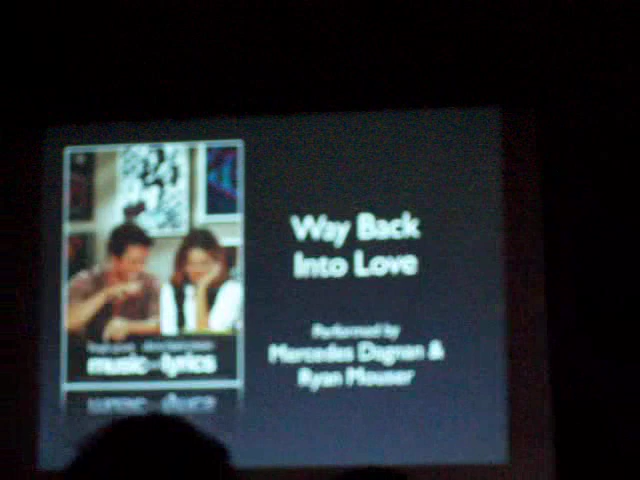 Way Back
Into Love
Performed by
Mercedes Dagnan &
Ryan Mouser
music and lyrics